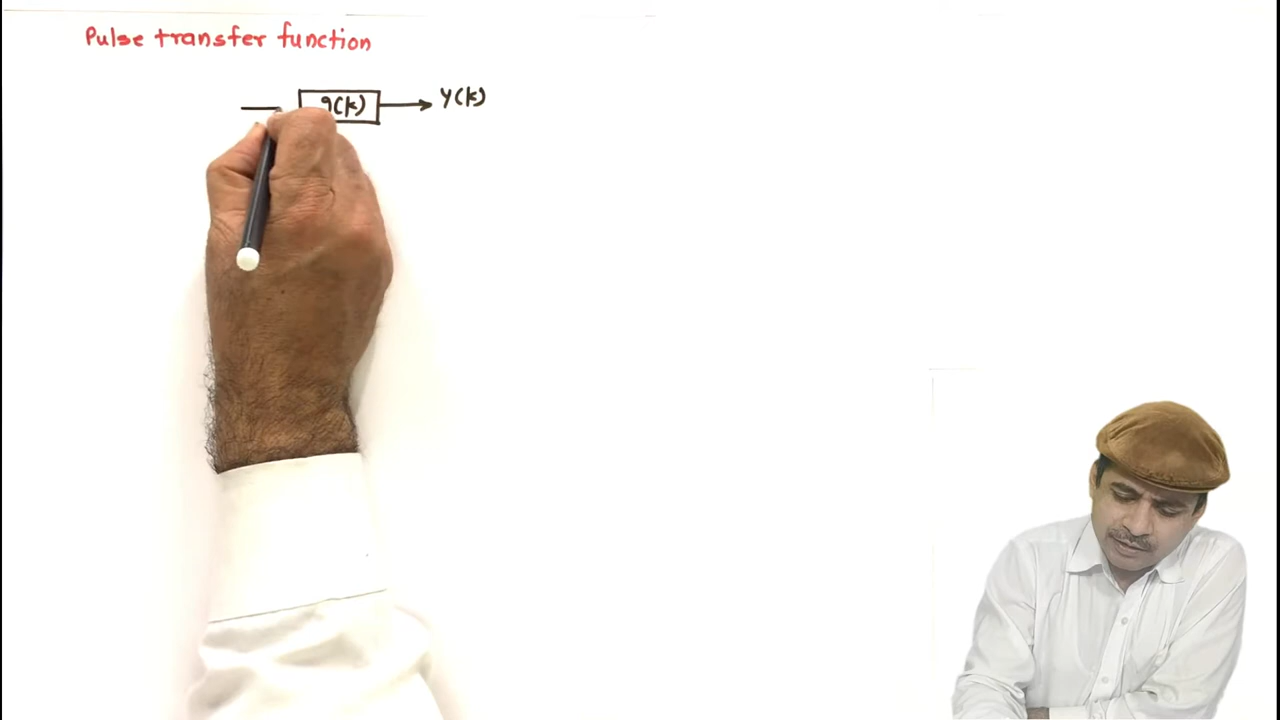 Pulse transfer function
g(k) Y(k)